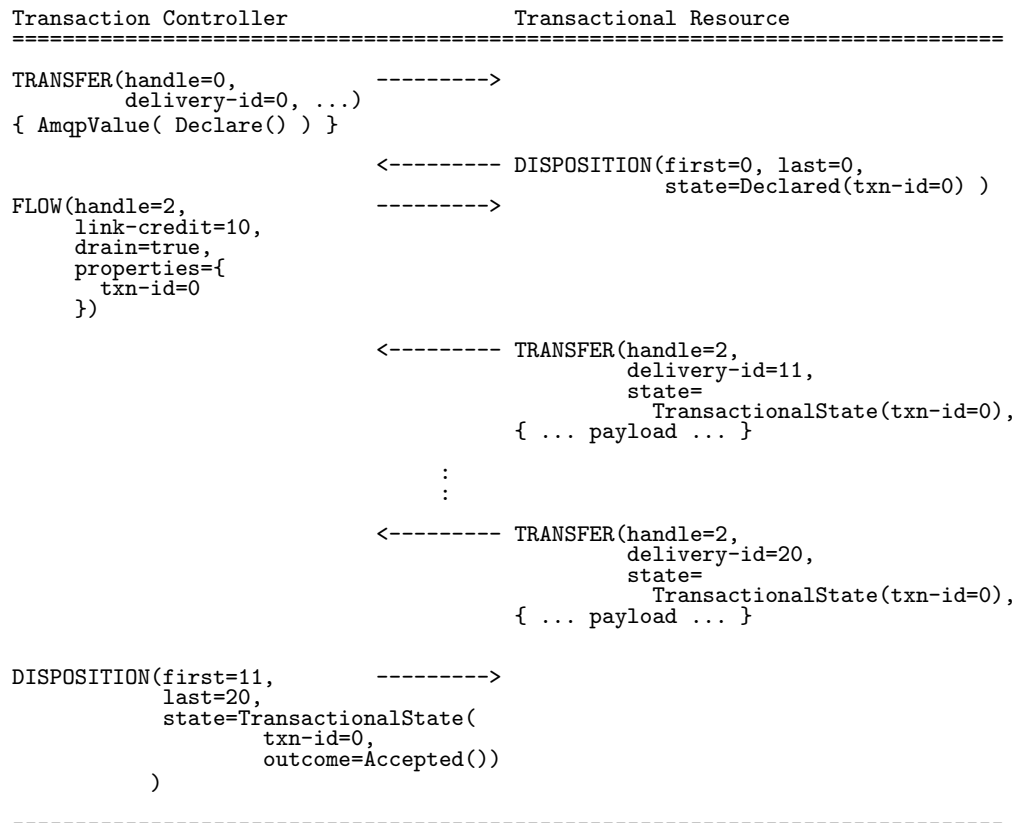 Transaction Controller                Transactional Resource
===============================================================================
TRANSFER(handle=0,           --------->
         delivery-id=0, ...)
{ AmqpValue( Declare() ) }
                             <--------- DISPOSITION(first=0, last=0,
                                                    state=Declared(txn-id=0) )
FLOW(handle=2,               --------->
     link-credit=10,
     drain=true,
     properties={
       txn-id=0
     })
                             <--------- TRANSFER(handle=2,
                                                 delivery-id=11,
                                                 state=
                                                   TransactionalState(txn-id=0),
                                        { ... payload ... }
                                  :
                                  :
                             <--------- TRANSFER(handle=2,
                                                 delivery-id=20,
                                                 state=
                                                   TransactionalState(txn-id=0),
                                        { ... payload ... }
DISPOSITION(first=11,        --------->
            last=20,
            state=TransactionalState(
                    txn-id=0,
                    outcome=Accepted())
           )
-------------------------------------------------------------------------------